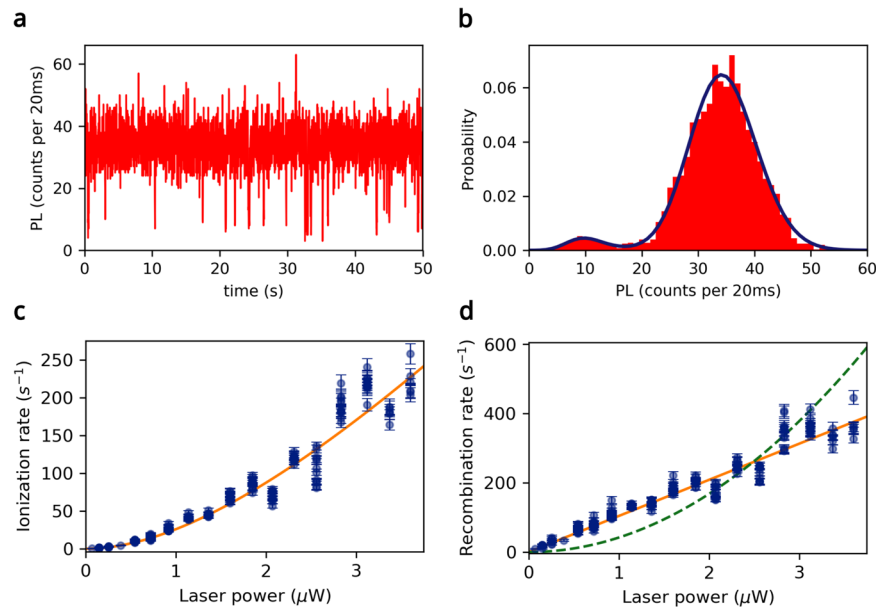 a
60
40
20
0
PL (counts per 20ms)
0 10 20 30 40 50
time (s)
b
0.06
0.04
0.02
0.00
Probability
0 10 20 30 40 50 60
PL (counts per 20ms)
c
250
200
150
100
50
0
Ionization rate (s⁻¹)
0 1 2 3
Laser power (μW)
d
600
400
200
0
Recombination rate (s⁻¹)
0 1 2 3
Laser power (μW)